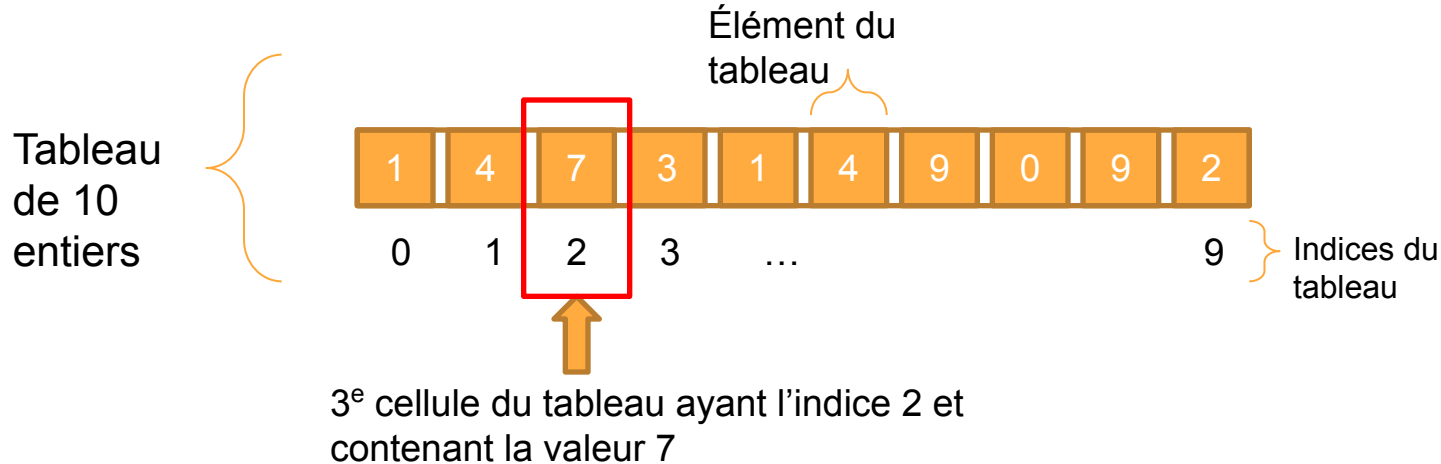 Élément du
tableau
Tableau
de 10
entiers
1 4 7 3 1 4 9 0 9 2
0 1 2 3 … 9
Indices du
tableau
3e cellule du tableau ayant l’indice 2 et
contenant la valeur 7